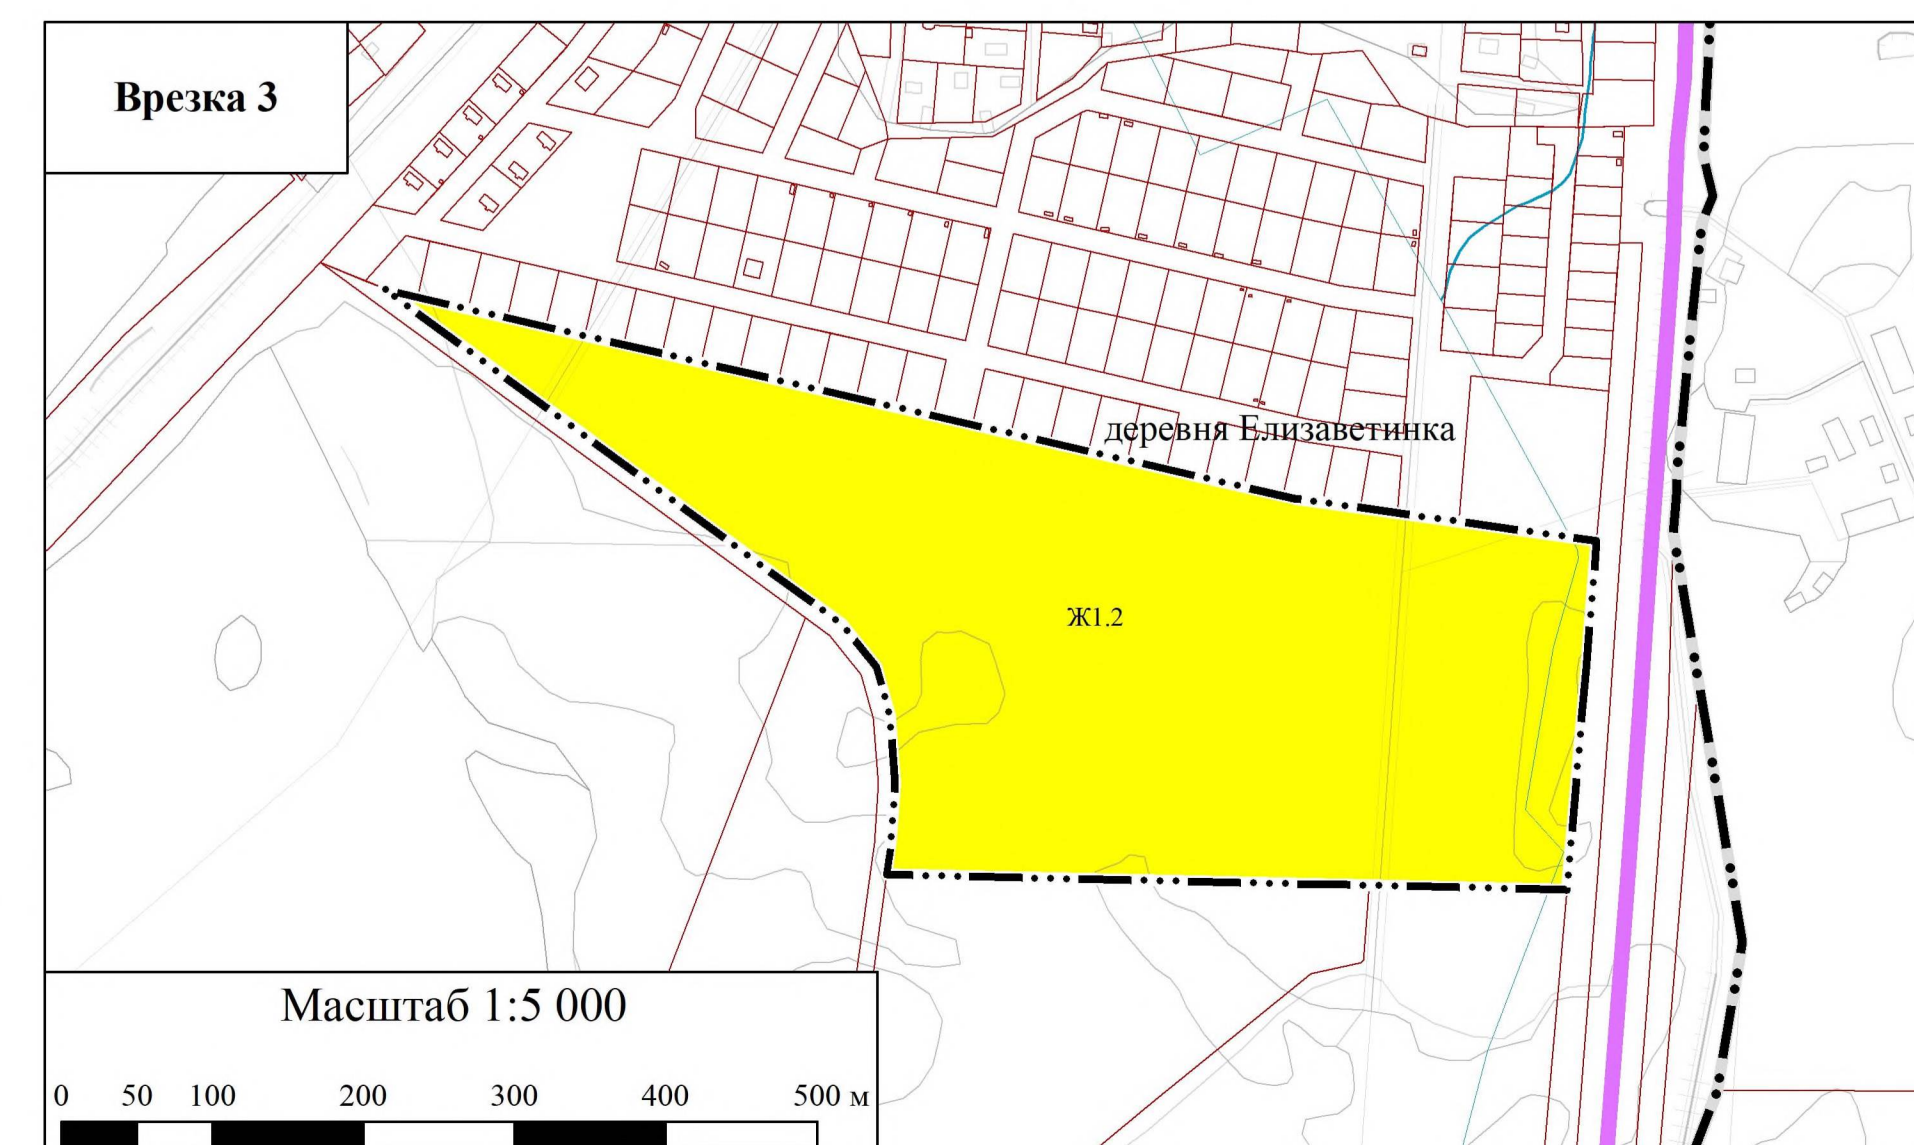 Врезка 3
деревня Елизаветинка
Ж1.2
Масштаб 1:5 000
0 50 100 200 300 400 500 м